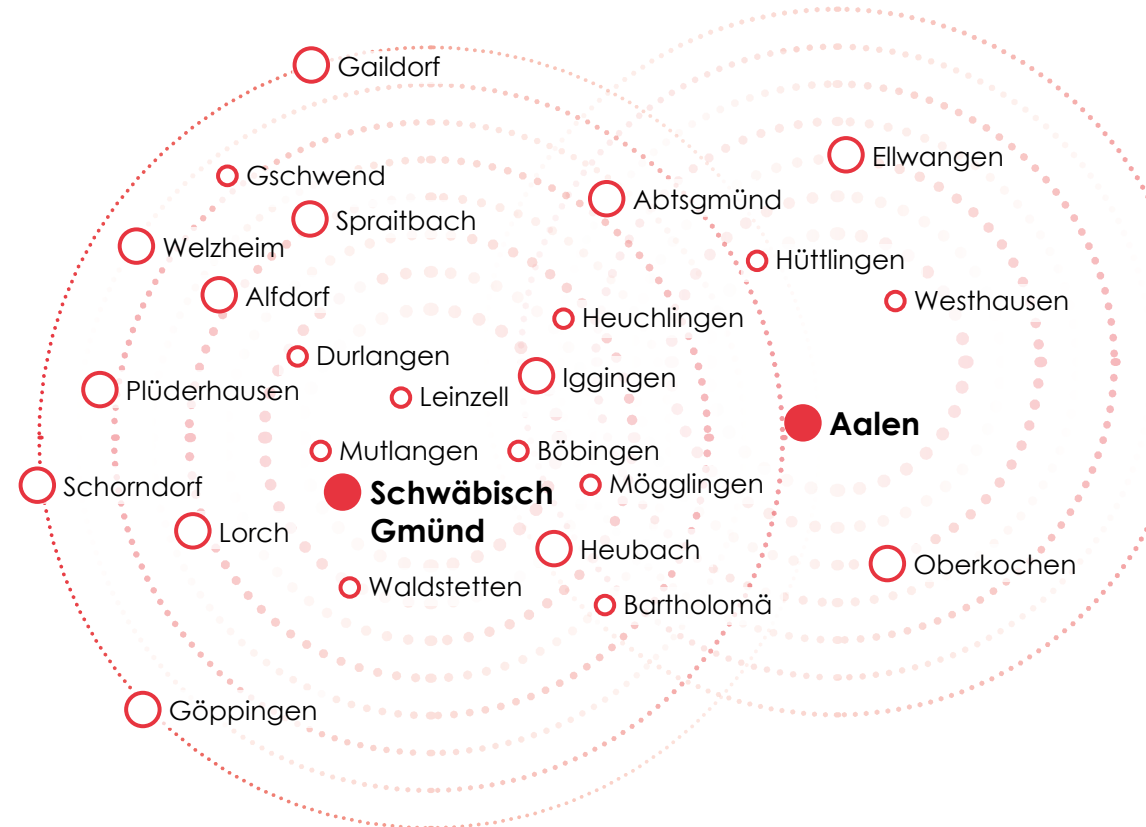 Gaildorf
Ellwangen
Gschwend
Abtsgmünd
Spraitbach
Welzheim
Hüttlingen
Alfdorf
Westhausen
Heuchlingen
Durlangen
Iggingen
Plüderhausen
Leinzell
Aalen
Mutlangen
Böbingen
Schorndorf
Mögglingen
Schwäbisch
Gmünd
Lorch
Heubach
Oberkochen
Waldstetten
Bartholomä
Göppingen